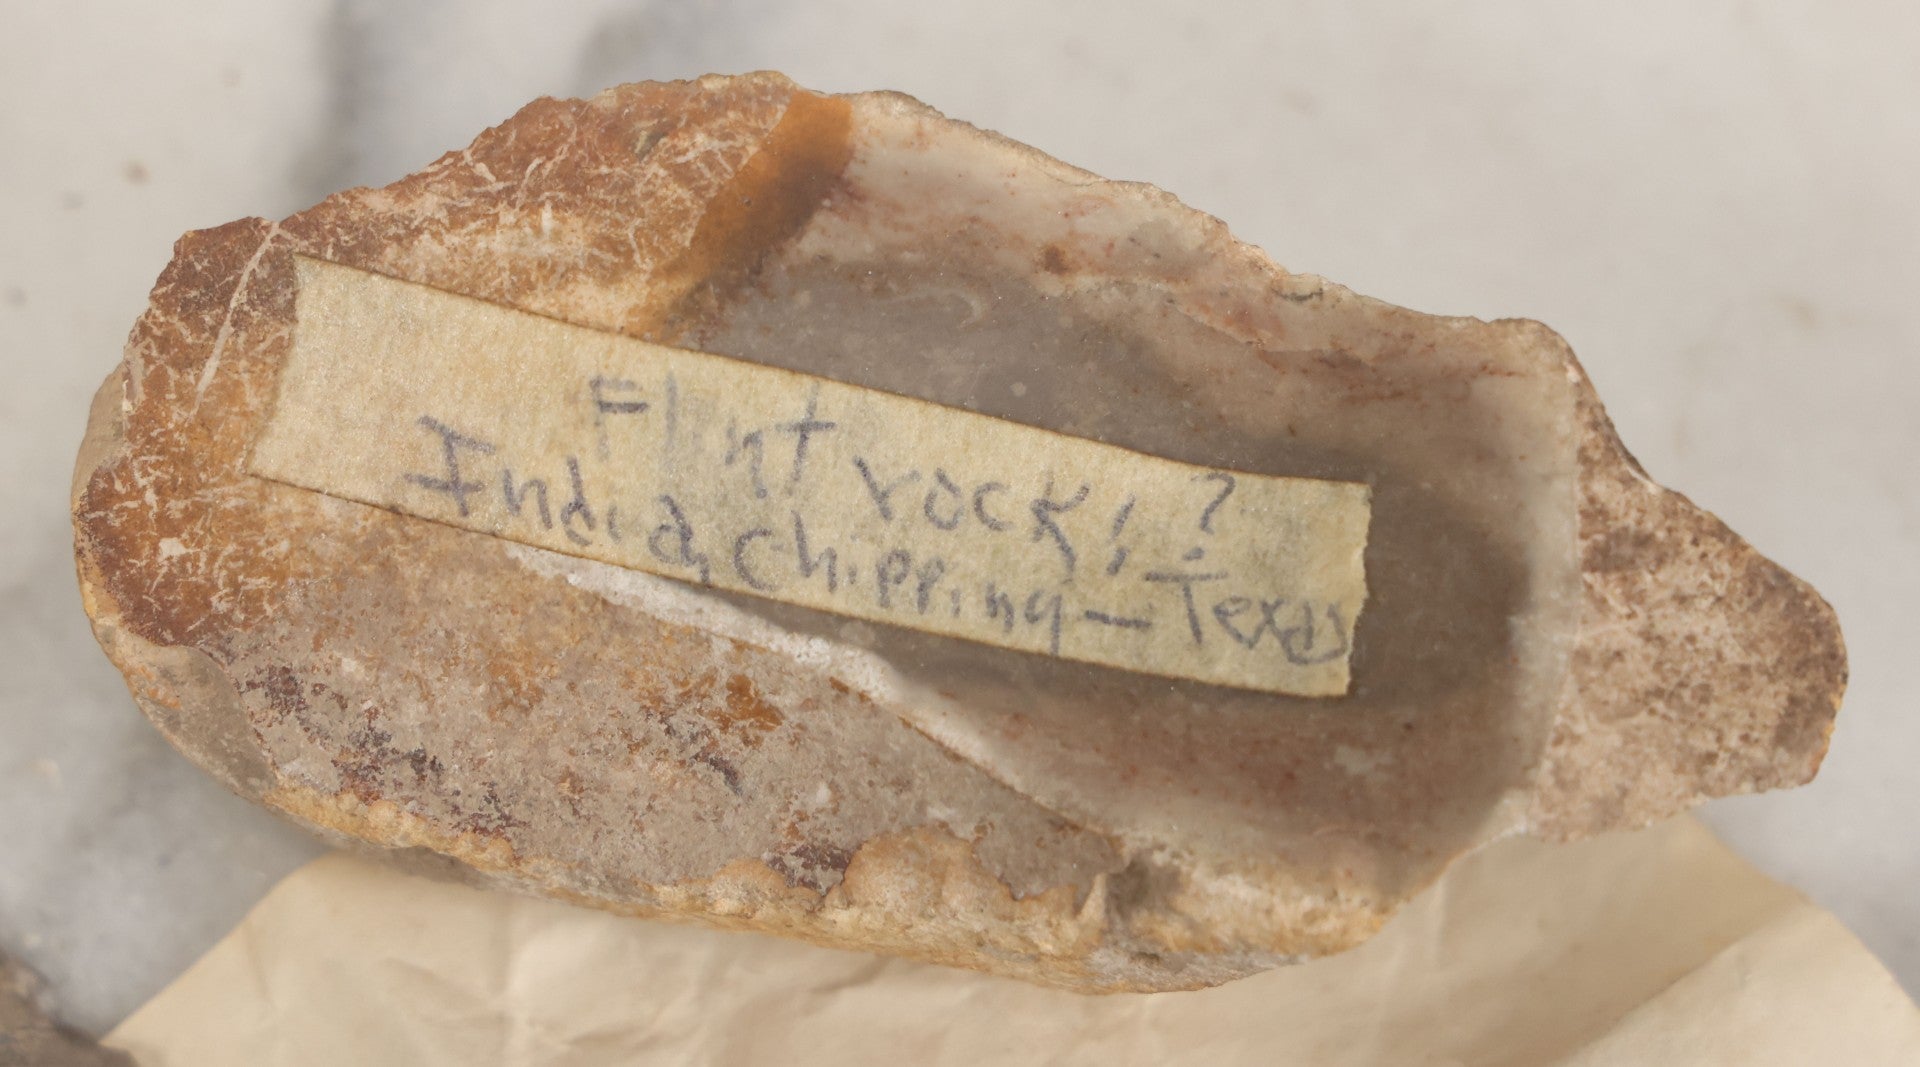 Flint rock; ?
Indian Chipping — Texas